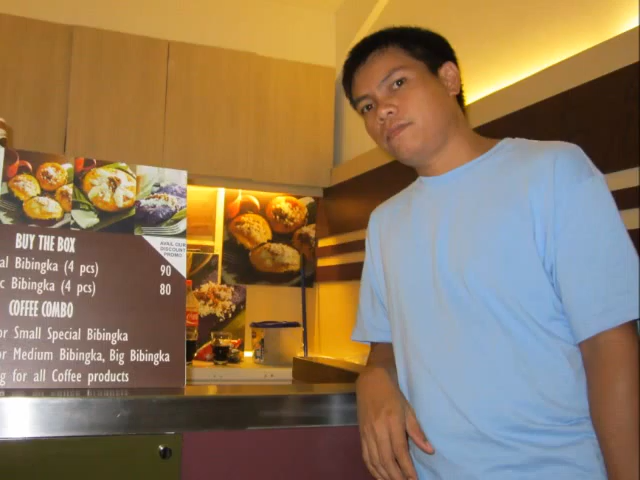 AVAIL OUR
DISCOUNT
PROMO
BUY THE BOX
al Bibingka (4 pcs) 90
c Bibingka (4 pcs) 80
COFFEE COMBO
or Small Special Bibingka
or Medium Bibingka, Big Bibingka
g for all Coffee products